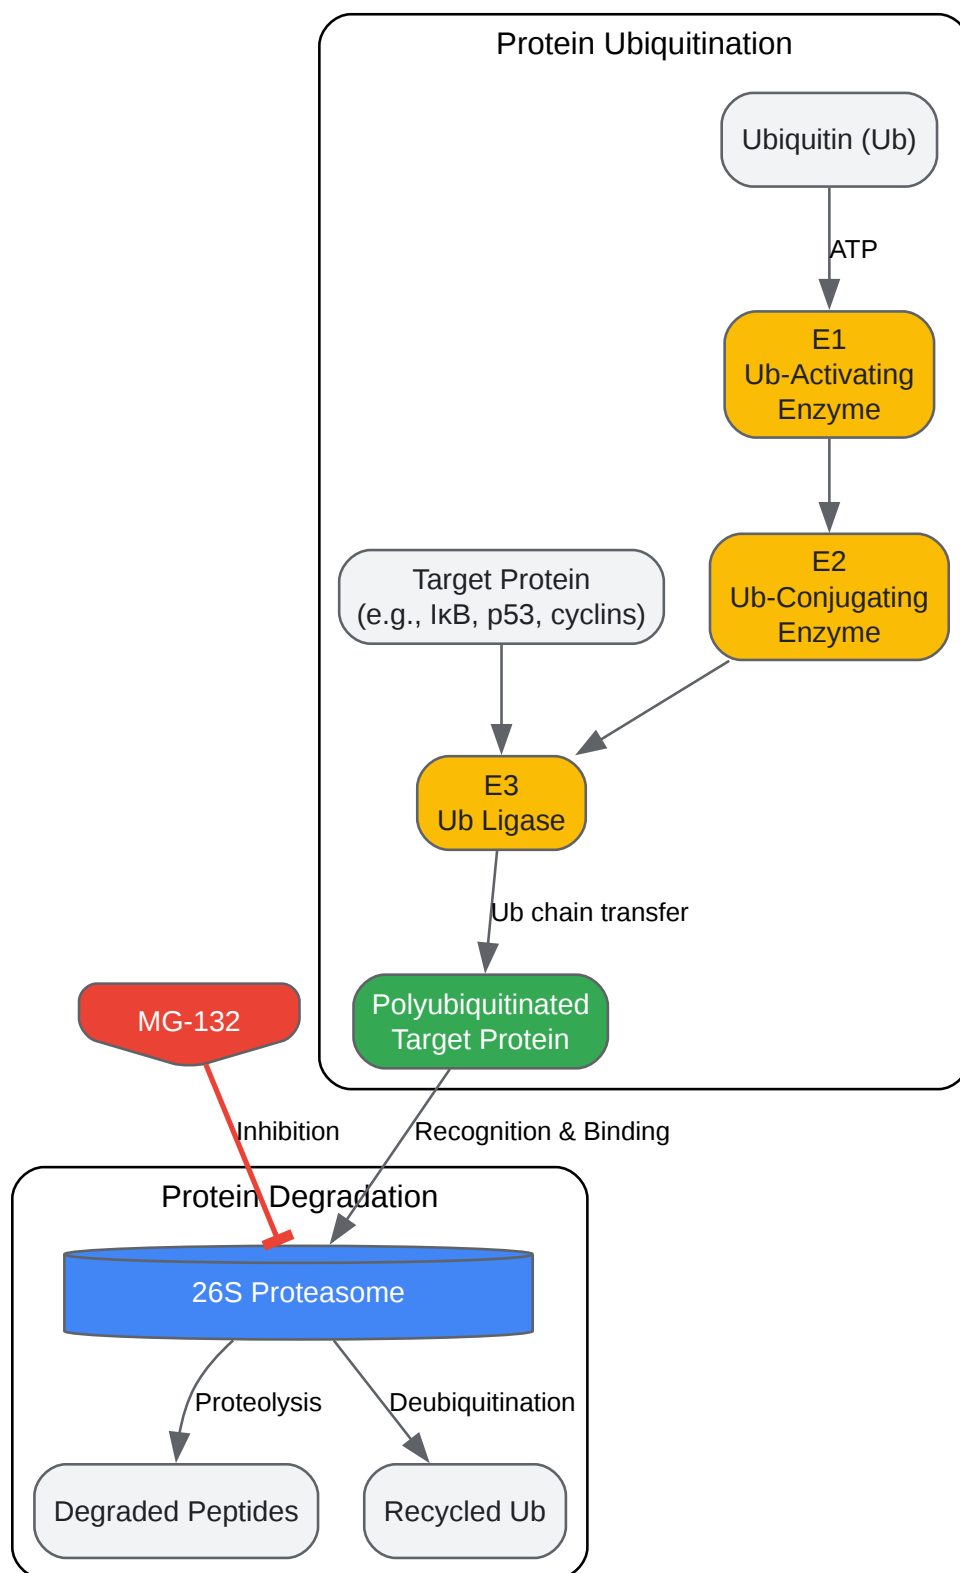 Protein Ubiquitination
Ubiquitin (Ub)
ATP
E1
Ub-Activating
Enzyme
E2
Ub-Conjugating
Enzyme
Target Protein
(e.g., IκB, p53, cyclins)
E3
Ub Ligase
Ub chain transfer
Polyubiquitinated
Target Protein
MG-132
Inhibition
Recognition & Binding
Protein Degradation
26S Proteasome
Proteolysis
Deubiquitination
Degraded Peptides
Recycled Ub